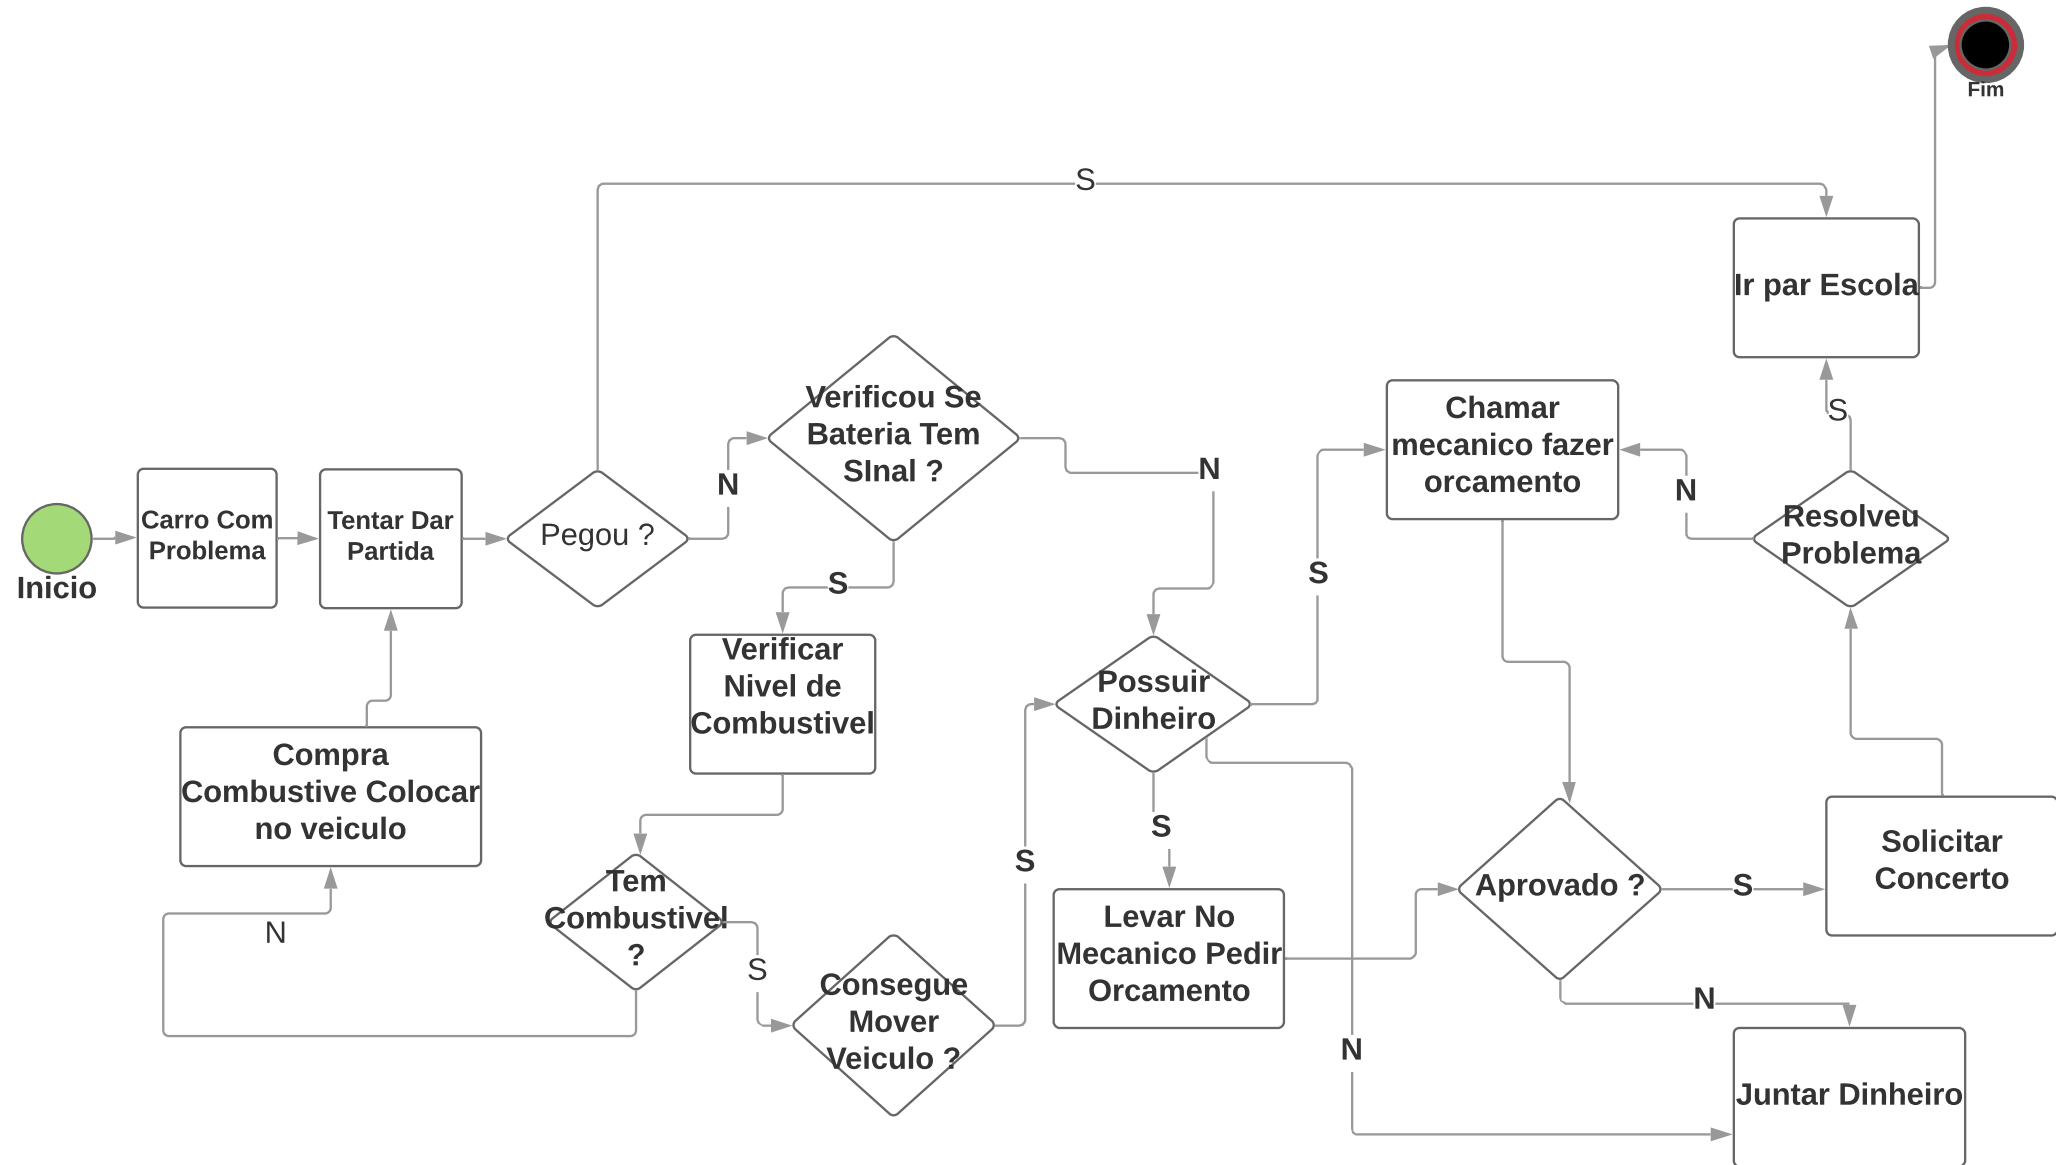 Fim
S
Ir par Escola
Verificou Se
Bateria Tem
SInal ?
Chamar
mecanico fazer
orcamento
S
N
N
N
Carro Com
Problema
Tentar Dar
Partida
Pegou ?
Resolveu
Problema
Inicio
S
S
Verificar
Nivel de
Combustivel
Possuir
Dinheiro
Compra
Combustive Colocar
no veiculo
S
S
Tem
Combustivel
?
N
S
Aprovado ?
S
Solicitar
Concerto
Levar No
Mecanico Pedir
Orcamento
Consegue
Mover
Veiculo ?
N
N
Juntar Dinheiro